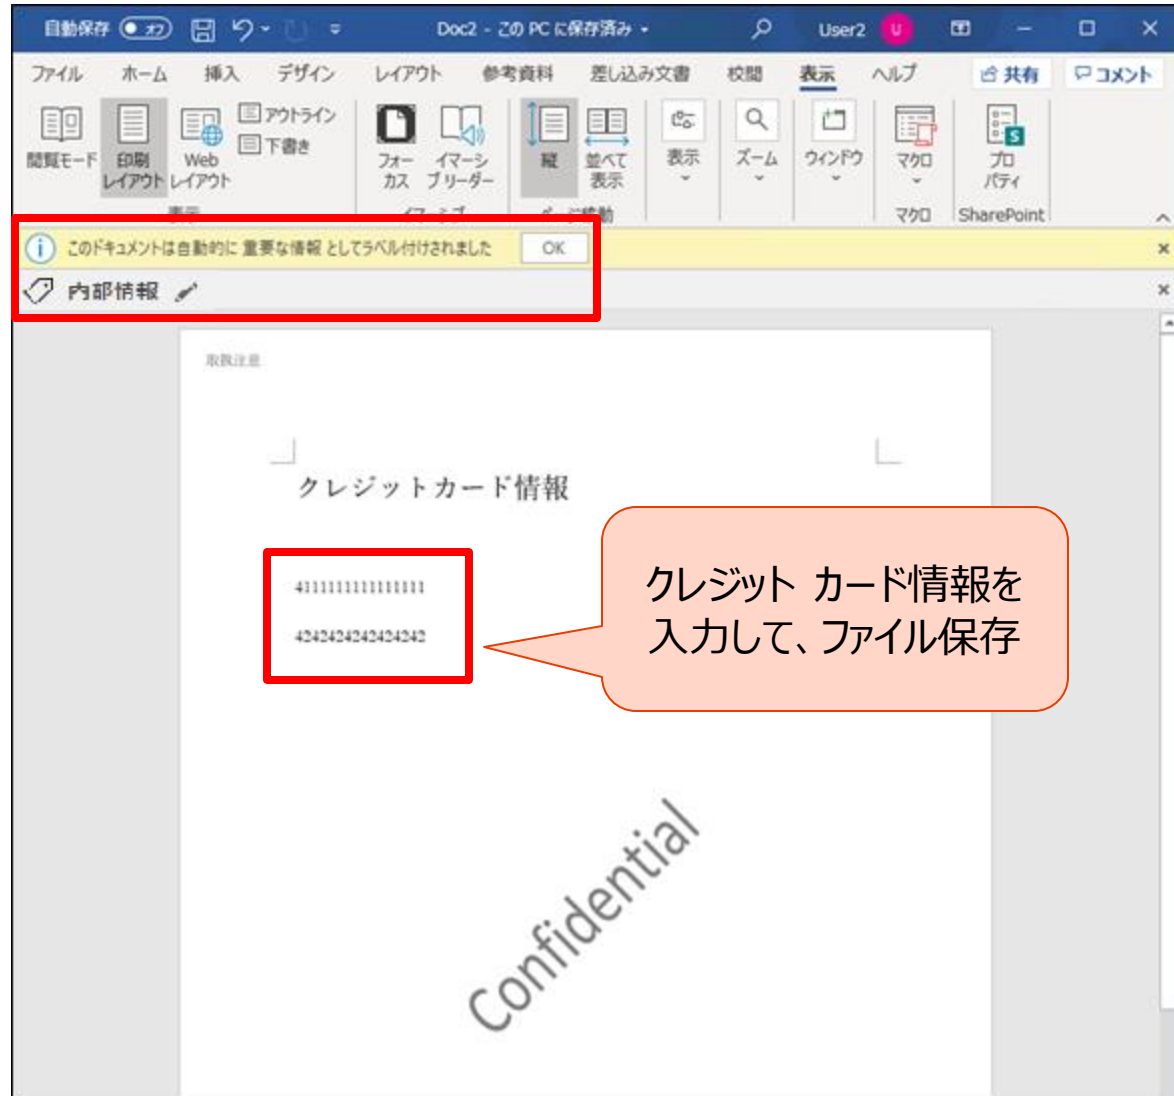 自動保存 オフ Doc2 - この PC に保存済み User2 U
ファイル ホーム 挿入 デザイン レイアウト 参考資料 差し込み文書 校閲 表示 ヘルプ 共有 コメント
閲覧モード 印刷レイアウト Web レイアウト アウトライン 下書き フォーカス イマーシブ リーダー 縦 並べて表示 表示 ズーム ウィンドウ マクロ プロパティ
マクロ SharePoint
このドキュメントは自動的に 重要な情報 としてラベル付けされました OK
内部情報
取扱注意
クレジットカード情報
4111111111111111
4242424242424242
クレジット カード情報を
入力して、ファイル保存
Confidential